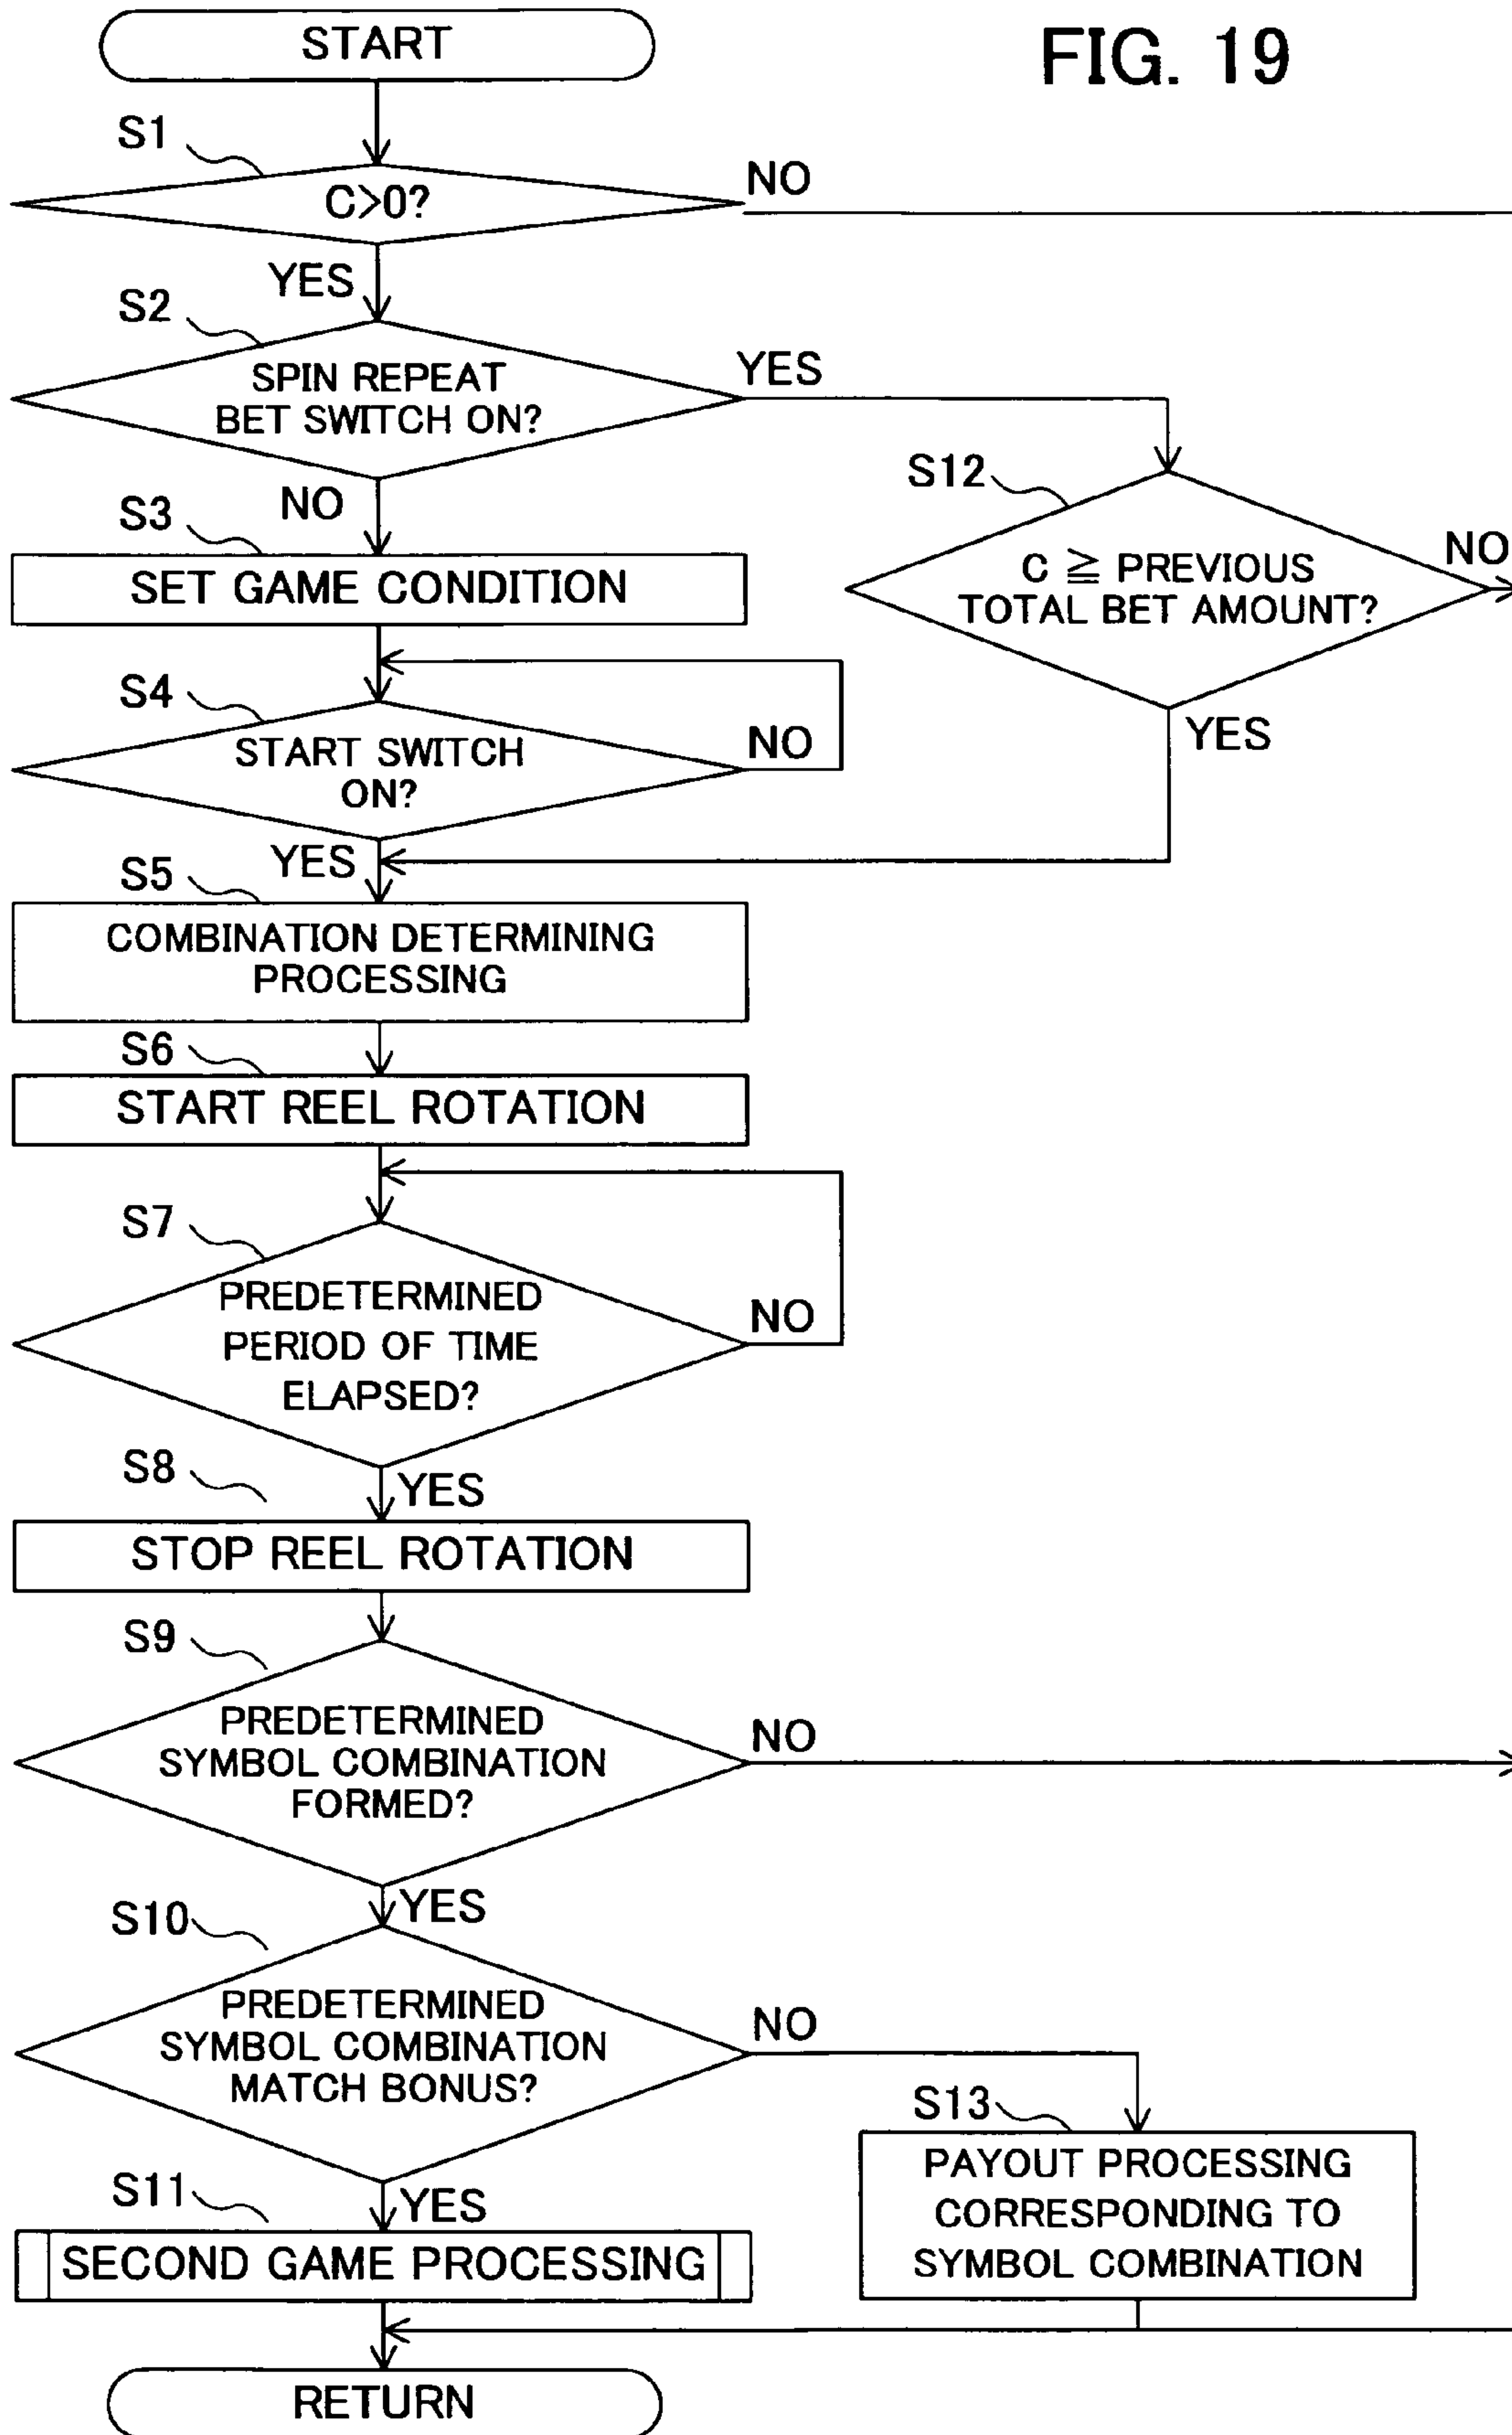 FIG. 19
START
S1
C>0?
NO
YES
S2
SPIN REPEAT
BET SWITCH ON?
YES
NO
S12
C ≧ PREVIOUS
TOTAL BET AMOUNT?
NO
YES
S3
SET GAME CONDITION
S4
START SWITCH
ON?
NO
YES
S5
COMBINATION DETERMINING
PROCESSING
S6
START REEL ROTATION
S7
PREDETERMINED
PERIOD OF TIME
ELAPSED?
NO
YES
S8
STOP REEL ROTATION
S9
PREDETERMINED
SYMBOL COMBINATION
FORMED?
NO
YES
S10
PREDETERMINED
SYMBOL COMBINATION
MATCH BONUS?
NO
YES
S13
PAYOUT PROCESSING
CORRESPONDING TO
SYMBOL COMBINATION
S11
SECOND GAME PROCESSING
RETURN